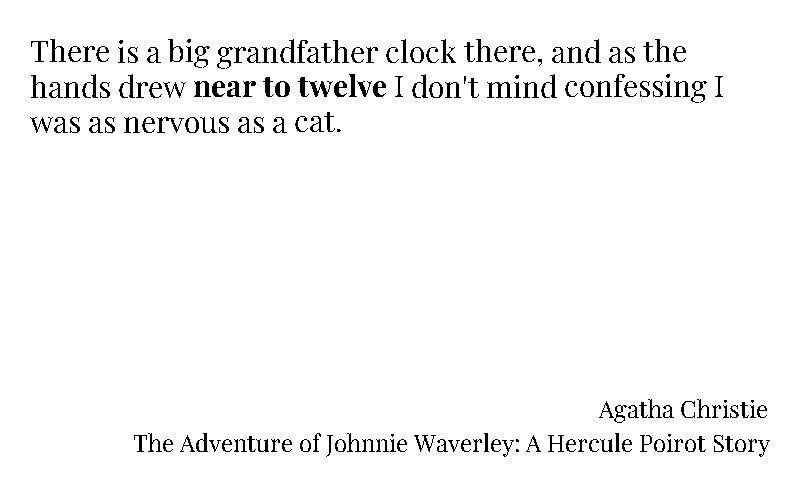 There is a big grandfather clock there, and as the
hands drew near to twelve I don't mind confessing I
was as nervous as a cat.
Agatha Christie
The Adventure of Johnnie Waverley: A Hercule Poirot Story